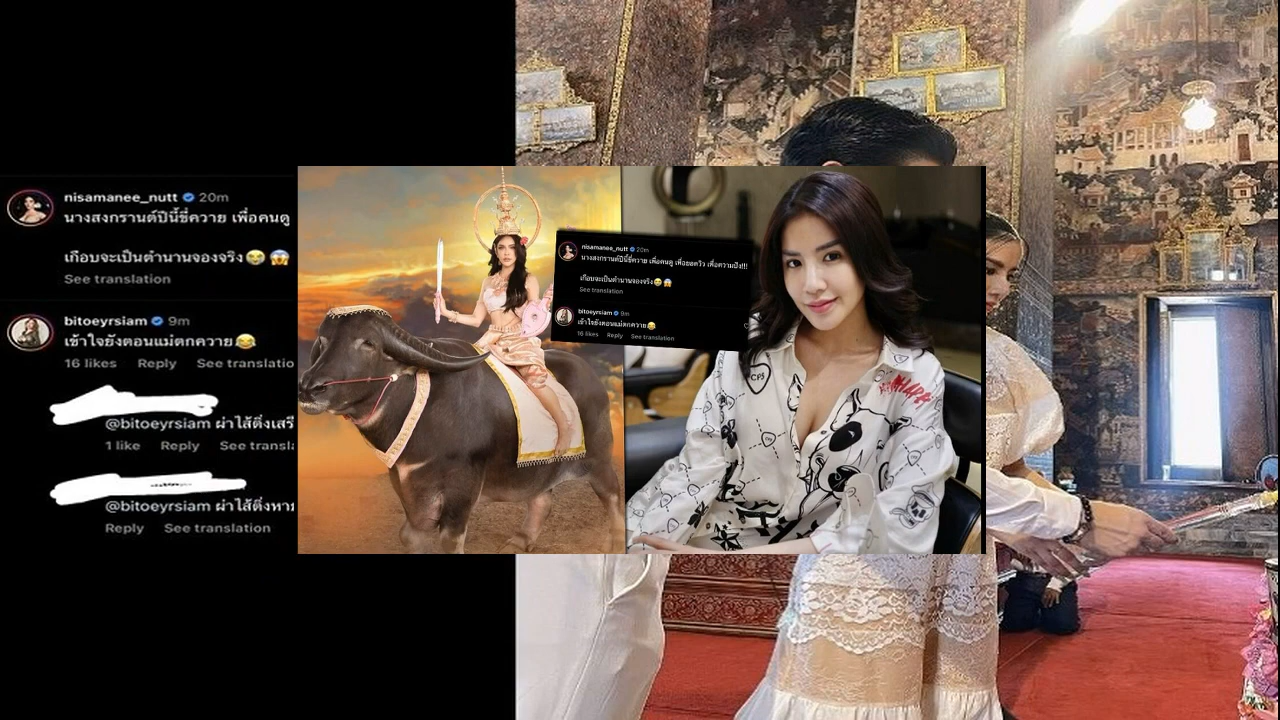 nisamanee_nutt 20m
นางสงกรานต์ปีนี้ขี่ควาย เพื่อคนดู
เกือบจะเป็นตำนานจองจริง😭😱
See translation
bitoeyrsiam 9m
เข้าใจยังตอนแม่ตกควาย😂
16 likes Reply See translatio
@bitoeyrsiam ผ่าไส้ติ่งเสรี
1 like Reply See transla
@bitoeyrsiam ผ่าไส้ติ่งหาย
Reply See translation
nisamanee_nutt 20m
นางสงกรานต์ปีนี้ขี่ควาย เพื่อคนดู เพื่อยอดวิว เพื่อความปัง!!!
เกือบจะเป็นตำนานจองจริง😭😱
See translation
bitoeyrsiam 9m
เข้าใจยังตอนแม่ตกควาย😂
16 likes Reply See translation
CPS